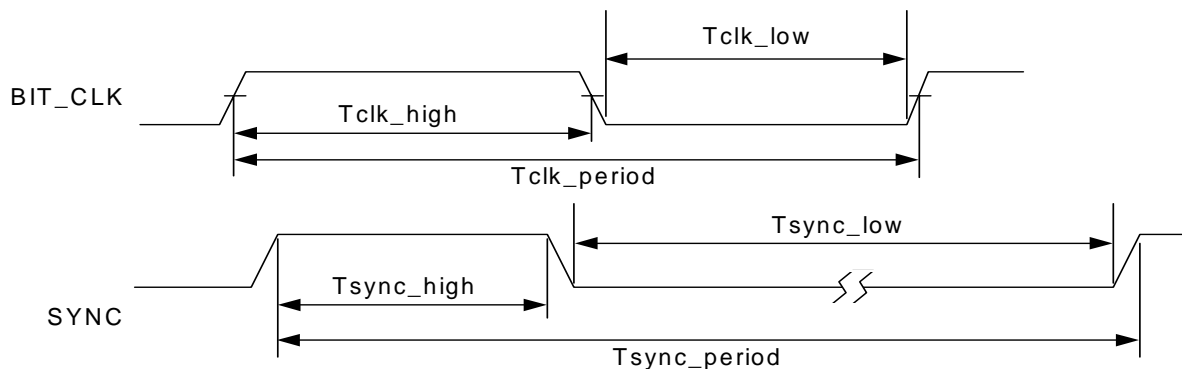 Tclk_low
BIT_CLK
Tclk_high
Tclk_period
Tsync_low
Tsync_high
SYNC
Tsync_period